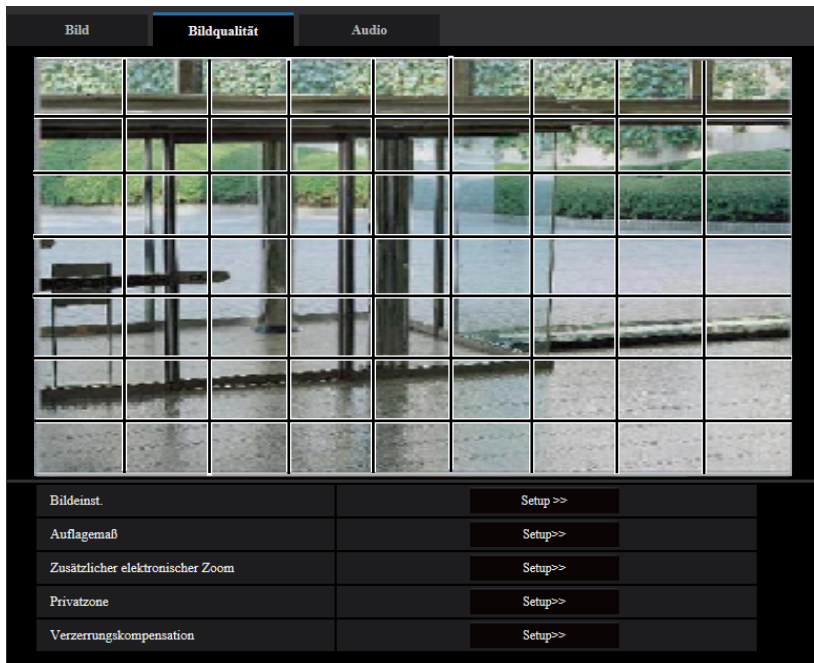 Bild Bildqualität Audio
Bildeinst. Setup >>
Auflagemaß Setup>>
Zusätzlicher elektronischer Zoom Setup>>
Privatzone Setup>>
Verzerrungskompensation Setup>>